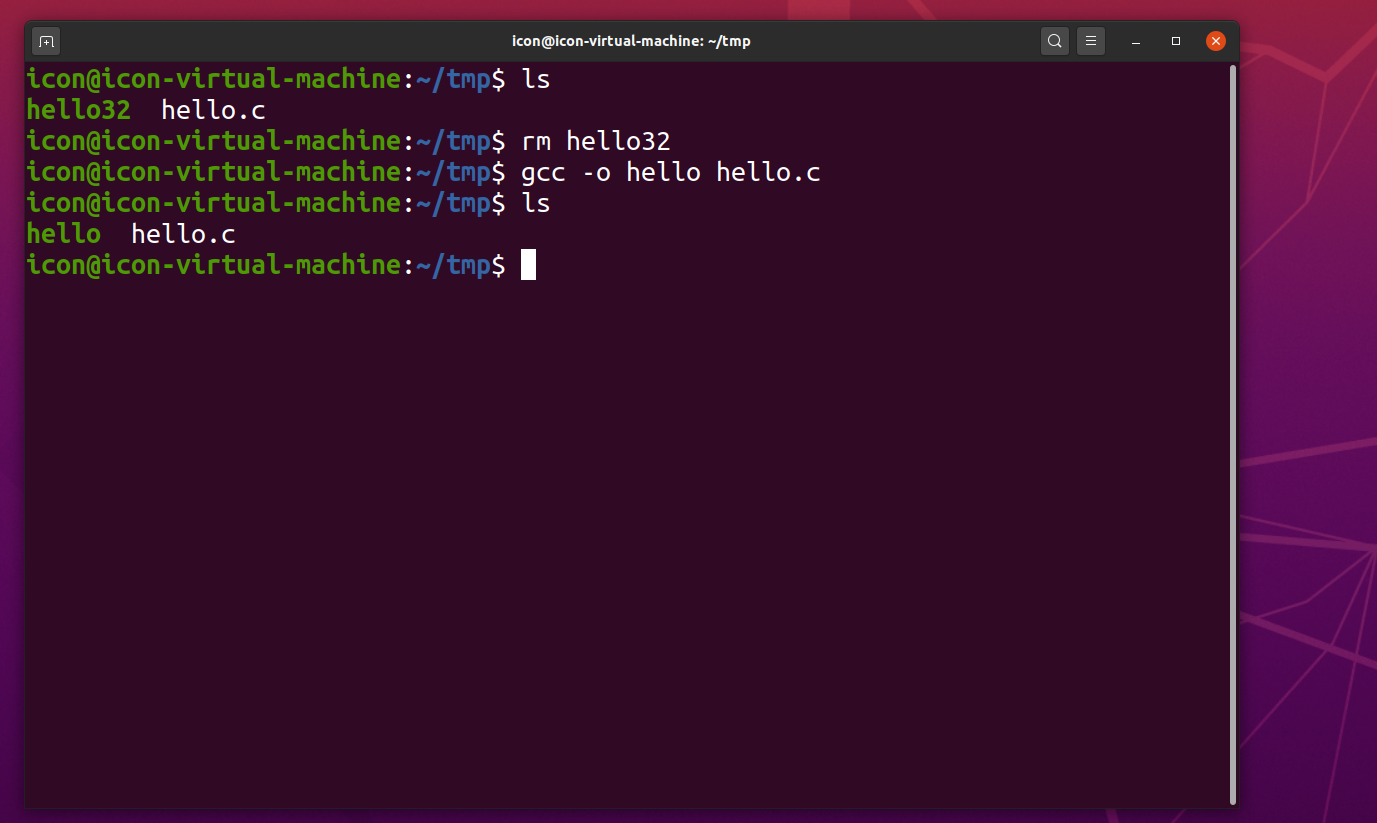 icon@icon-virtual-machine: ~/tmp
icon@icon-virtual-machine:~/tmp$ ls
hello32  hello.c
icon@icon-virtual-machine:~/tmp$ rm hello32
icon@icon-virtual-machine:~/tmp$ gcc -o hello hello.c
icon@icon-virtual-machine:~/tmp$ ls
hello  hello.c
icon@icon-virtual-machine:~/tmp$